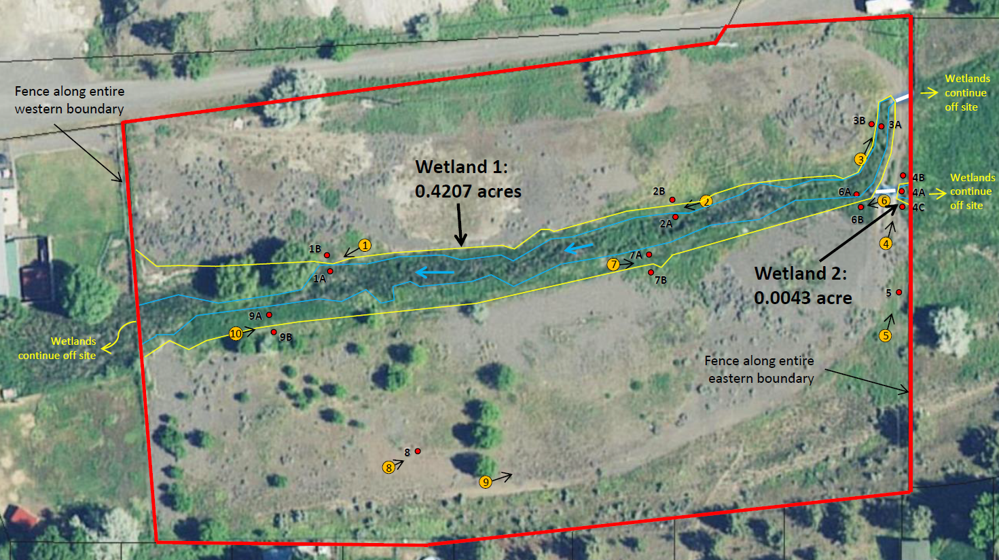 Wetlands
continue
off site
Fence along entire
western boundary
3B
3A
3
Wetland 1:
0.4207 acres
4B
Wetlands
continue
off site
2B
6A
4A
2
6
4C
2A
6B
1B
1
4
7A
7
1A
7B
Wetland 2:
0.0043 acre
5
9A
10
9B
5
Wetlands
continue off site
Fence along entire
eastern boundary
8
8
9